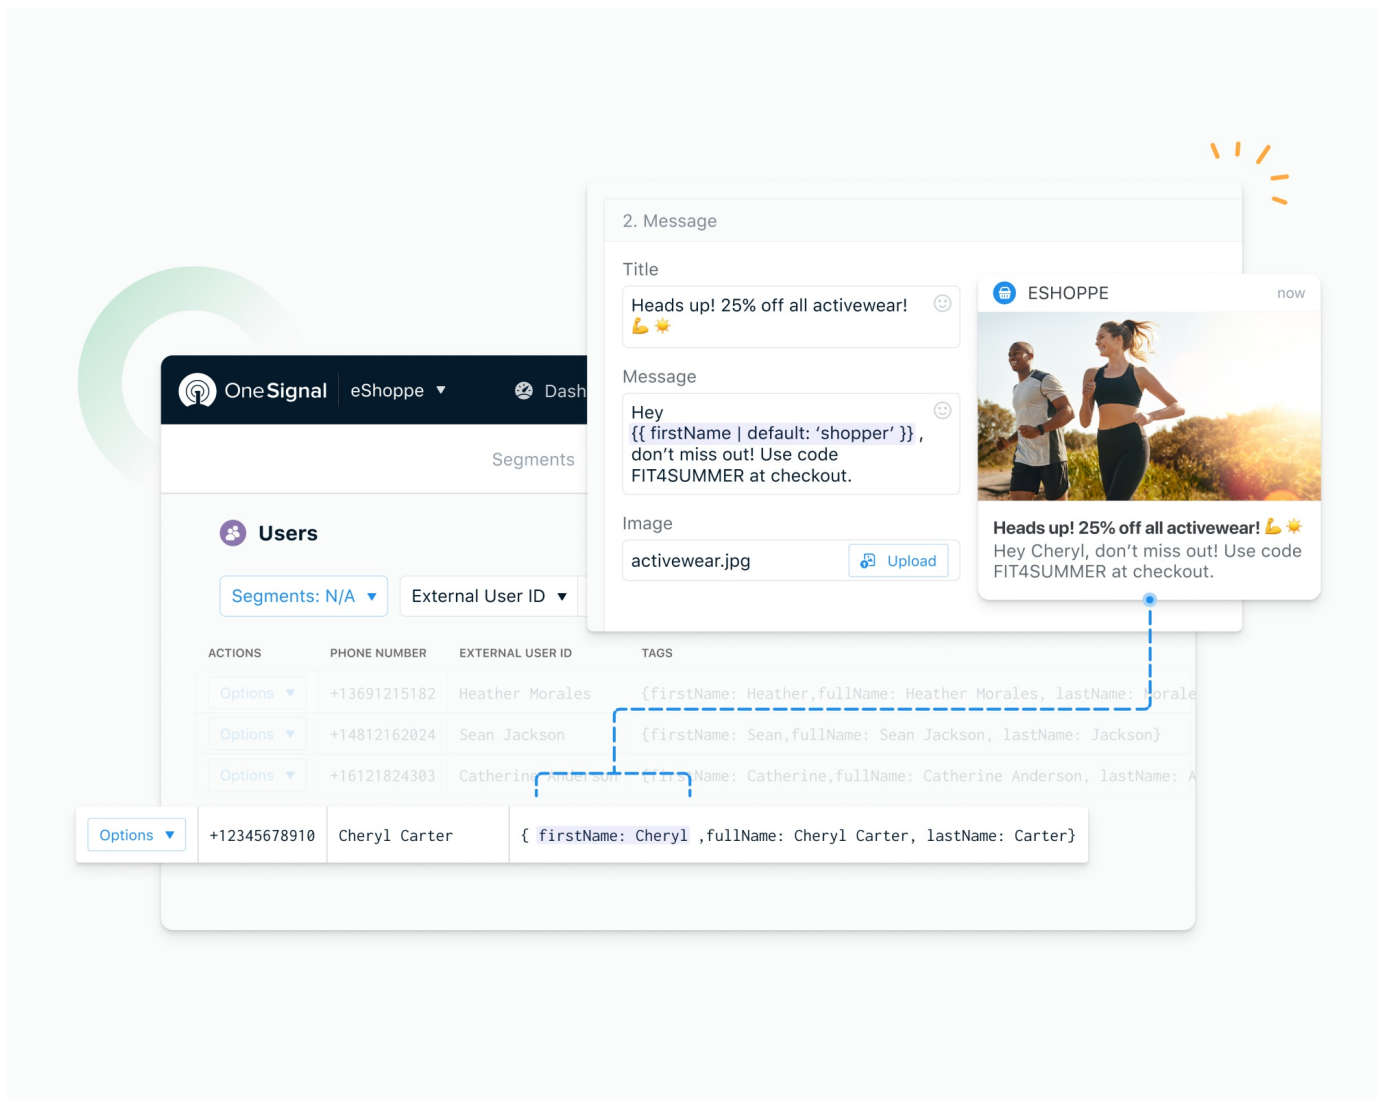 2. Message
Title
Heads up! 25% off all activewear!
💪☀️
Message
Hey
{{ firstName | default: ‘shopper’ }} ,
don’t miss out! Use code
FIT4SUMMER at checkout.
Image
activewear.jpg
Upload
ESHOPPE
now
Heads up! 25% off all activewear! 💪☀️
Hey Cheryl, don’t miss out! Use code
FIT4SUMMER at checkout.
OneSignal
eShoppe
Dash
Segments
Users
Segments: N/A
External User ID
ACTIONS PHONE NUMBER EXTERNAL USER ID TAGS
Options +13691215182 Heather Morales {firstName: Heather,fullName: Heather Morales, lastName: Morale
Options +14812162024 Sean Jackson {firstName: Sean,fullName: Sean Jackson, lastName: Jackson}
Options +16121824303 Catherine Anderson {firstName: Catherine,fullName: Catherine Anderson, lastName: A
Options +12345678910 Cheryl Carter { firstName: Cheryl ,fullName: Cheryl Carter, lastName: Carter}